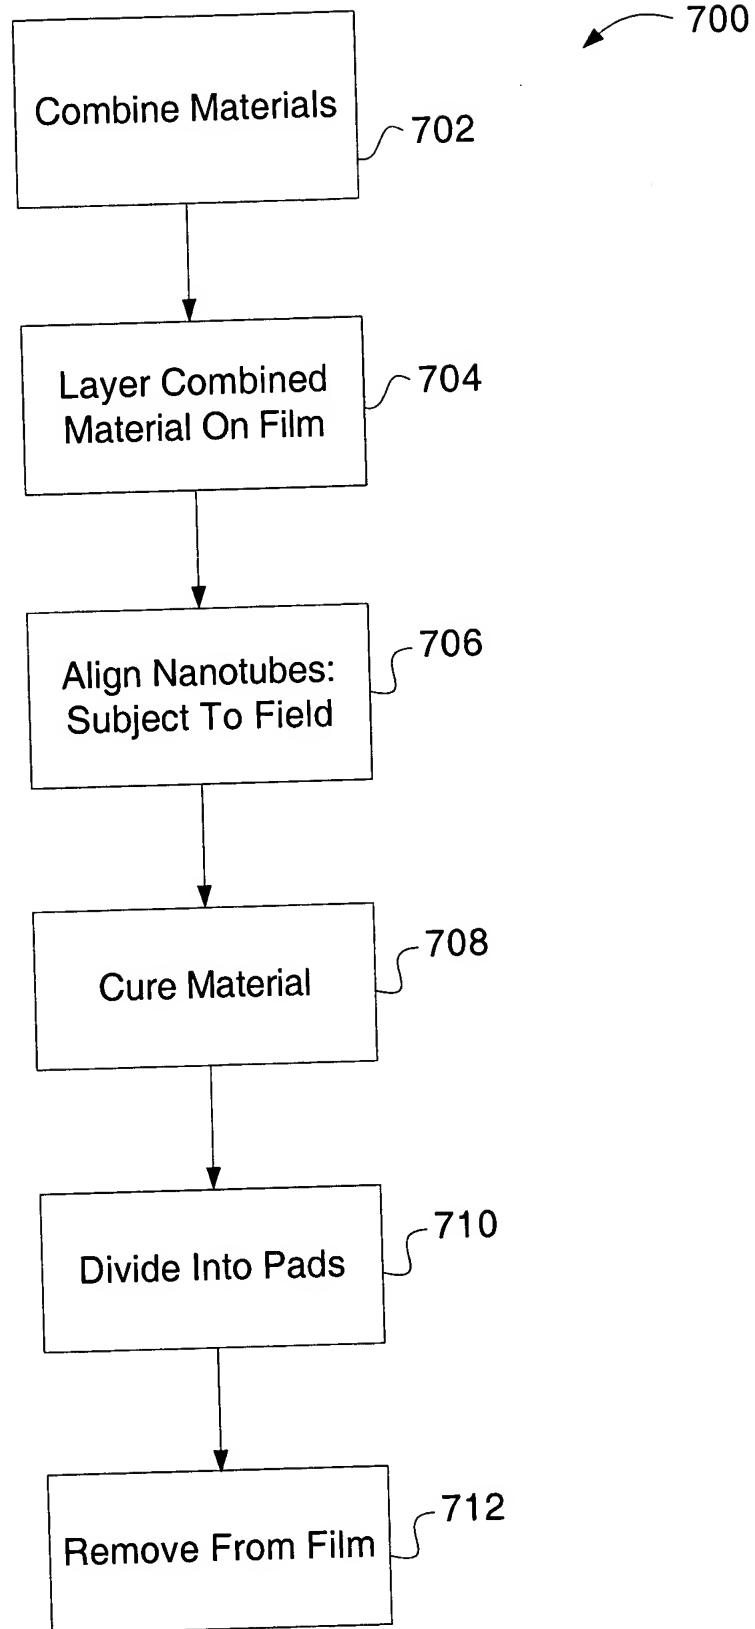 700
Combine Materials
702
Layer Combined
Material On Film
704
Align Nanotubes:
Subject To Field
706
Cure Material
708
Divide Into Pads
710
Remove From Film
712